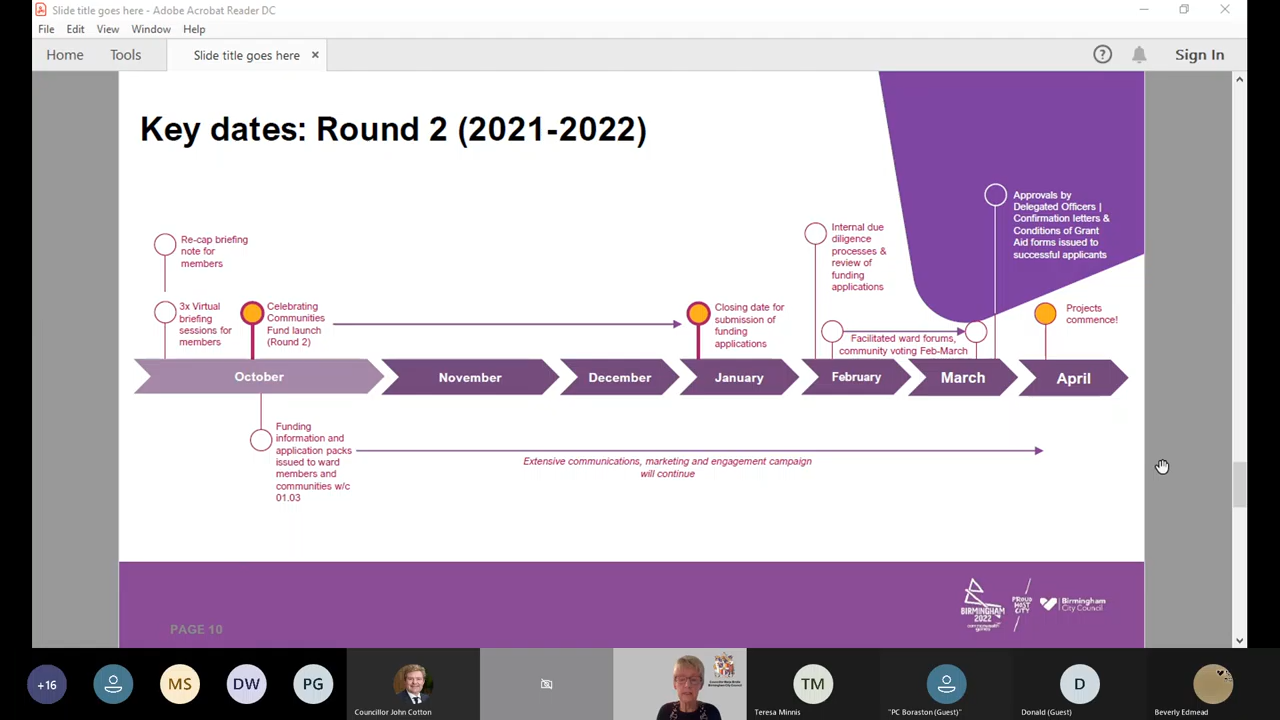 Slide title goes here - Adobe Acrobat Reader DC
File Edit View Window Help
Home Tools Slide title goes here × ? Sign In
Key dates: Round 2 (2021-2022)
Re-cap briefing
note for
members
3x Virtual
briefing
sessions for
members
Celebrating
Communities
Fund launch
(Round 2)
Closing date for
submission of
funding
applications
Internal due
diligence
processes &
review of
funding
applications
Facilitated ward forums,
community voting Feb-March
Approvals by
Delegated Officers |
Confirmation letters &
Conditions of Grant
Aid forms issued to
successful applicants
Projects
commence!
October November December January February March April
Funding
information and
application packs
issued to ward
members and
communities w/c
01.03
Extensive communications, marketing and engagement campaign
will continue
PAGE 10
BIRMINGHAM
2022
commonwealth
games
PROUD
HOST
CITY
Birmingham
City Council
+16 MS DW PG TM D
Councillor John Cotton
Birmingham City Council
Teresa Minnis
"PC Boraston (Guest)"
Donald (Guest)
Beverly Edmead